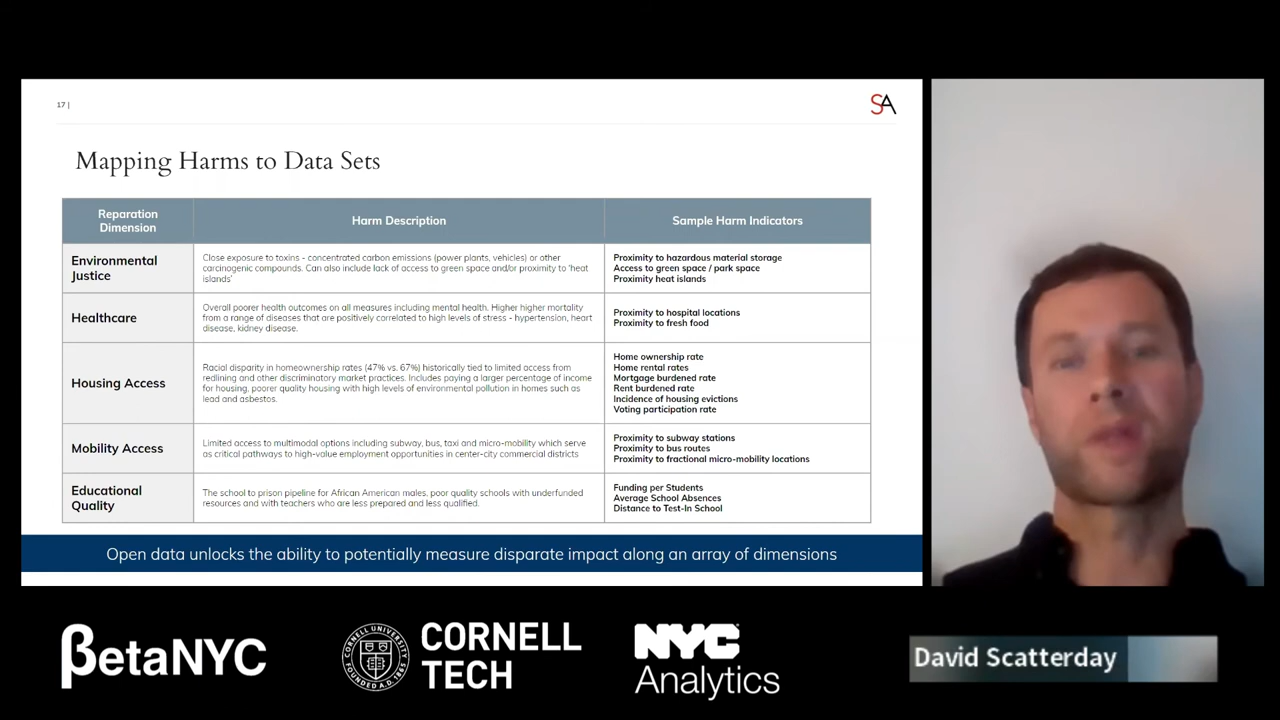 17 |
SA
Mapping Harms to Data Sets
Reparation
Dimension
Harm Description
Sample Harm Indicators
Environmental
Justice
Close exposure to toxins - concentrated carbon emissions (power plants, vehicles) or other
carcinogenic compounds. Can also include lack of access to green space and/or proximity to 'heat
islands'
Proximity to hazardous material storage
Access to green space / park space
Proximity heat islands
Healthcare
Overall poorer health outcomes on all measures including mental health. Higher higher mortality
from a range of diseases that are positively correlated to high levels of stress - hypertension, heart
disease, kidney disease.
Proximity to hospital locations
Proximity to fresh food
Housing Access
Racial disparity in homeownership rates (47% vs. 67%) historically tied to limited access from
redlining and other discriminatory market practices. Includes paying a larger percentage of income
for housing, poorer quality housing with high levels of environmental pollution in homes such as
lead and asbestos.
Home ownership rate
Home rental rates
Mortgage burdened rate
Rent burdened rate
Incidence of housing evictions
Voting participation rate
Mobility Access
Limited access to multimodal options including subway, bus, taxi and micro-mobility which serve
as critical pathways to high-value employment opportunities in center-city commercial districts
Proximity to subway stations
Proximity to bus routes
Proximity to fractional micro-mobility locations
Educational
Quality
The school to prison pipeline for African American males, poor quality schools with underfunded
resources and with teachers who are less prepared and less qualified.
Funding per Students
Average School Absences
Distance to Test-In School
Open data unlocks the ability to potentially measure disparate impact along an array of dimensions
βetaNYC
CORNELL
TECH
NYC
Analytics
David Scatterday